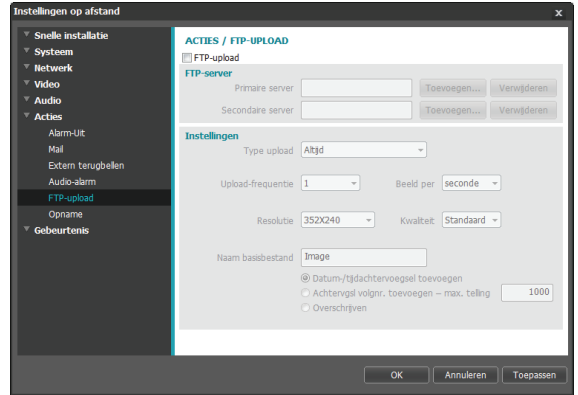 Instellingen op afstand x
Snelle installatie
Systeem
Netwerk
Video
Audio
Acties
Alarm-Uit
Mail
Extern terugbellen
Audio-alarm
FTP-upload
Opname
Gebeurtenis
ACTIES / FTP-UPLOAD
FTP-upload
FTP-server
Primaire server Toevoegen... Verwijderen
Secondaire server Toevoegen... Verwijderen
Instellingen
Type upload Altijd
Upload-frequentie 1 Beeld per seconde
Resolutie 352X240 Kwaliteit Standaard
Naam basisbestand Image
Datum-/tijdachtervoegsel toevoegen
Achtervgsl volgnr. toevoegen – max. telling 1000
Overschrijven
OK Annuleren Toepassen